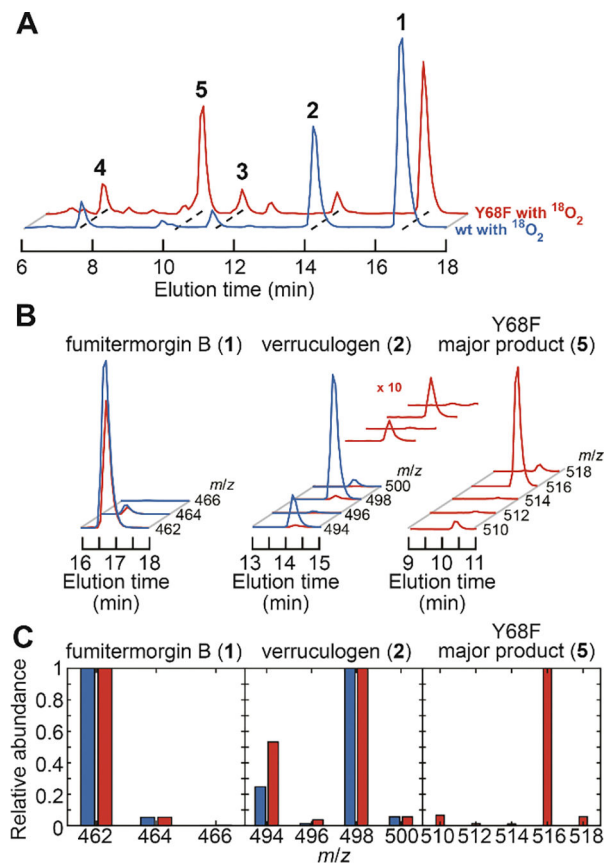 A
1
5
2
4
3
Y68F with ¹⁸O₂
wt with ¹⁸O₂
6 8 10 12 14 16 18
Elution time (min)
B
fumitermorgin B (1) verruculogen (2) Y68F major product (5)
x 10
m/z
466
464
462
16 17 18
Elution time (min)
m/z
500
498
496
494
13 14 15
Elution time (min)
m/z
518
516
514
512
510
9 10 11
Elution time (min)
C
fumitermorgin B (1) verruculogen (2) Y68F major product (5)
Relative abundance
1
0.8
0.6
0.4
0.2
0
462 464 466 494 496 498 500 510 512 514 516 518
m/z